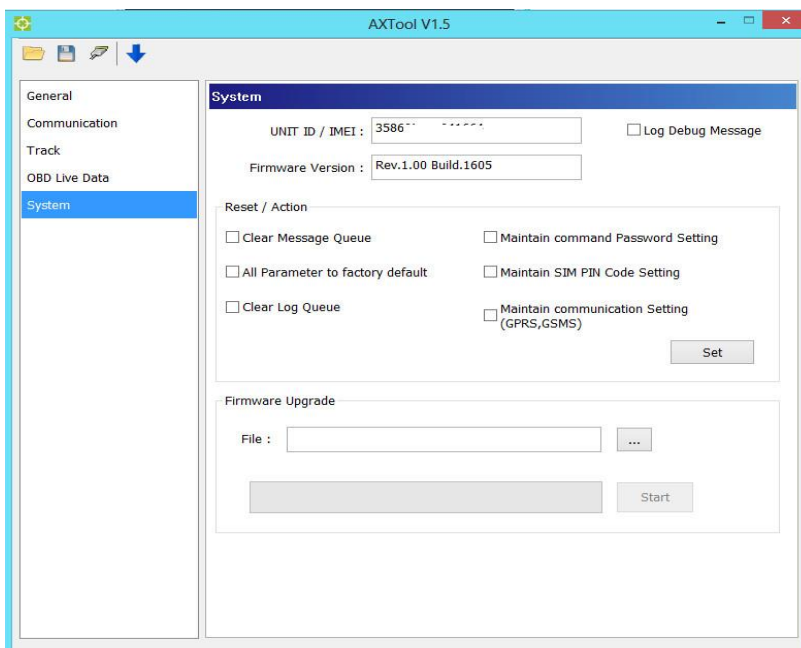 AXTool V1.5
General
Communication
Track
OBD Live Data
System
System
UNIT ID / IMEI :
Log Debug Message
Firmware Version : Rev.1.00 Build.1605
Reset / Action
Clear Message Queue
Maintain command Password Setting
All Parameter to factory default
Maintain SIM PIN Code Setting
Clear Log Queue
Maintain communication Setting
(GPRS,GSMS)
Set
Firmware Upgrade
File :
...
Start